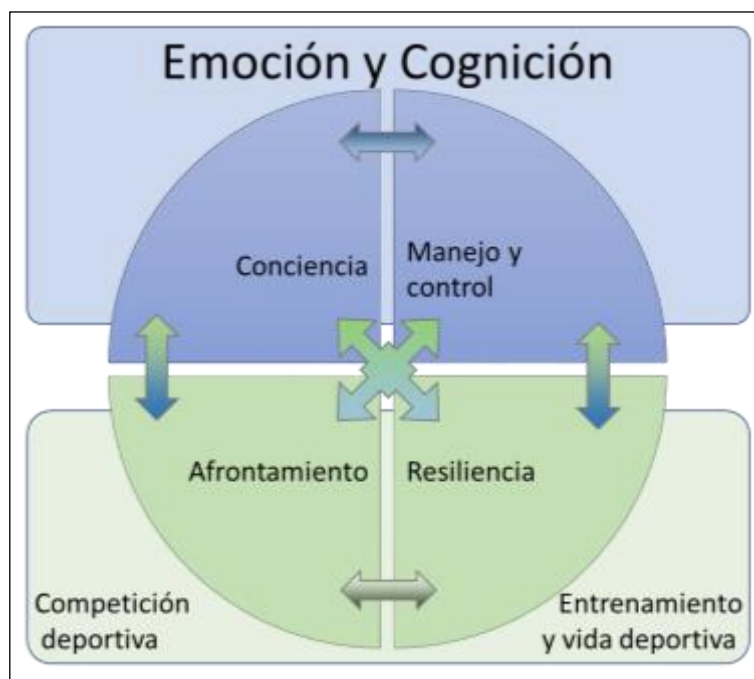 Emoción y Cognición
Conciencia
Manejo y
control
Afrontamiento
Resiliencia
Competición
deportiva
Entrenamiento
y vida deportiva